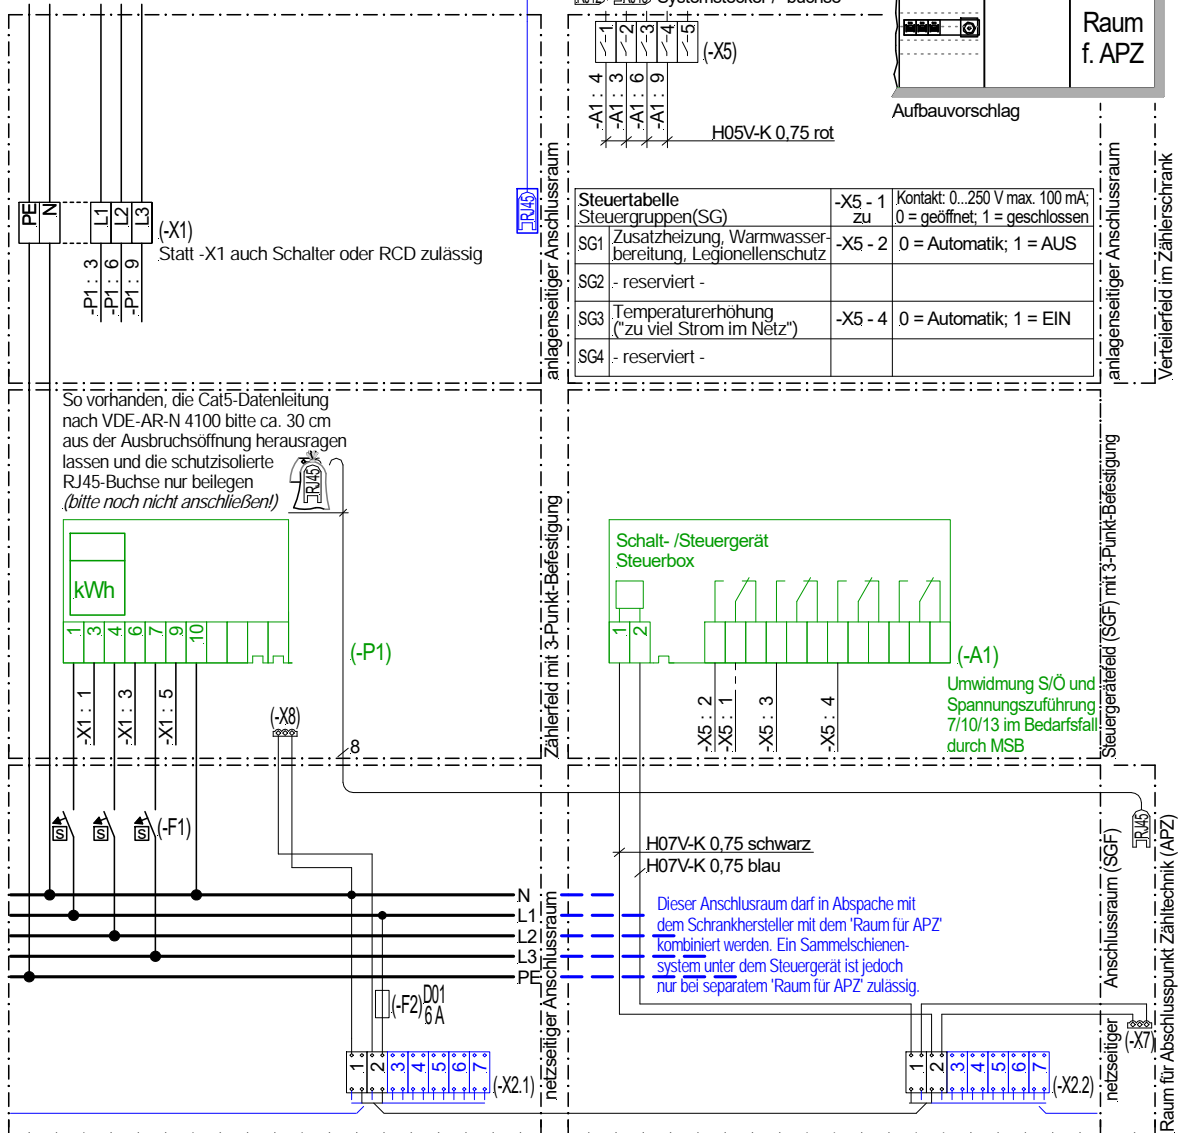 Systemstecker / -buchse
1
2
3
4
5
(-X5)
-A1 : 4
-A1 : 3
-A1 : 6
-A1 : 9
H05V-K 0,75 rot
Raum
f. APZ
Aufbauvorschlag
PE
N
L1
L2
L3
(-X1)
Statt -X1 auch Schalter oder RCD zulässig
-P1 : 3
-P1 : 6
-P1 : 9
RJ45
anlagenseitiger Anschlussraum
Steuertabelle
Steuergruppen(SG)
-X5 - 1
zu
Kontakt: 0...250 V max. 100 mA;
0 = geöffnet; 1 = geschlossen
SG1
Zusatzheizung, Warmwasser-
bereitung, Legionellenschutz
-X5 - 2
0 = Automatik; 1 = AUS
SG2
- reserviert -
SG3
Temperaturerhöhung
("zu viel Strom im Netz")
-X5 - 4
0 = Automatik; 1 = EIN
SG4
- reserviert -
anlagenseitiger Anschlussraum
Verteilerfeld im Zählerschrank
So vorhanden, die Cat5-Datenleitung
nach VDE-AR-N 4100 bitte ca. 30 cm
aus der Ausbruchsöffnung herausragen
lassen und die schutzisolierte
RJ45-Buchse nur beilegen
(bitte noch nicht anschließen!)
RJ45
kWh
1
3
4
6
7
9
10
(-P1)
-X1 : 1
-X1 : 3
-X1 : 5
(-X8)
8
Zählerfeld mit 3-Punkt-Befestigung
Schalt- /Steuergerät
Steuerbox
1
2
(-A1)
Umwidmung S/Ö und
Spannungszuführung
7/10/13 im Bedarfsfall
durch MSB
-X5 : 2
-X5 : 1
-X5 : 3
-X5 : 4
Steuergerätefeld (SGF) mit 3-Punkt-Befestigung
S
S
S
(-F1)
H07V-K 0,75 schwarz
H07V-K 0,75 blau
RJ45
N
L1
L2
L3
PE
Dieser Anschlusraum darf in Abspache mit
dem Schrankhersteller mit dem 'Raum für APZ'
kombiniert werden. Ein Sammelschienen-
system unter dem Steuergerät ist jedoch
nur bei separatem 'Raum für APZ' zulässig.
(-F2)
D01
6 A
1
2
3
4
5
6
7
(-X2.1)
netzseitiger Anschlussraum
1
2
3
4
5
6
7
(-X2.2)
(-X7)
netzseitiger Anschlussraum (SGF)
Raum für Abschlusspunkt Zähltechnik (APZ)